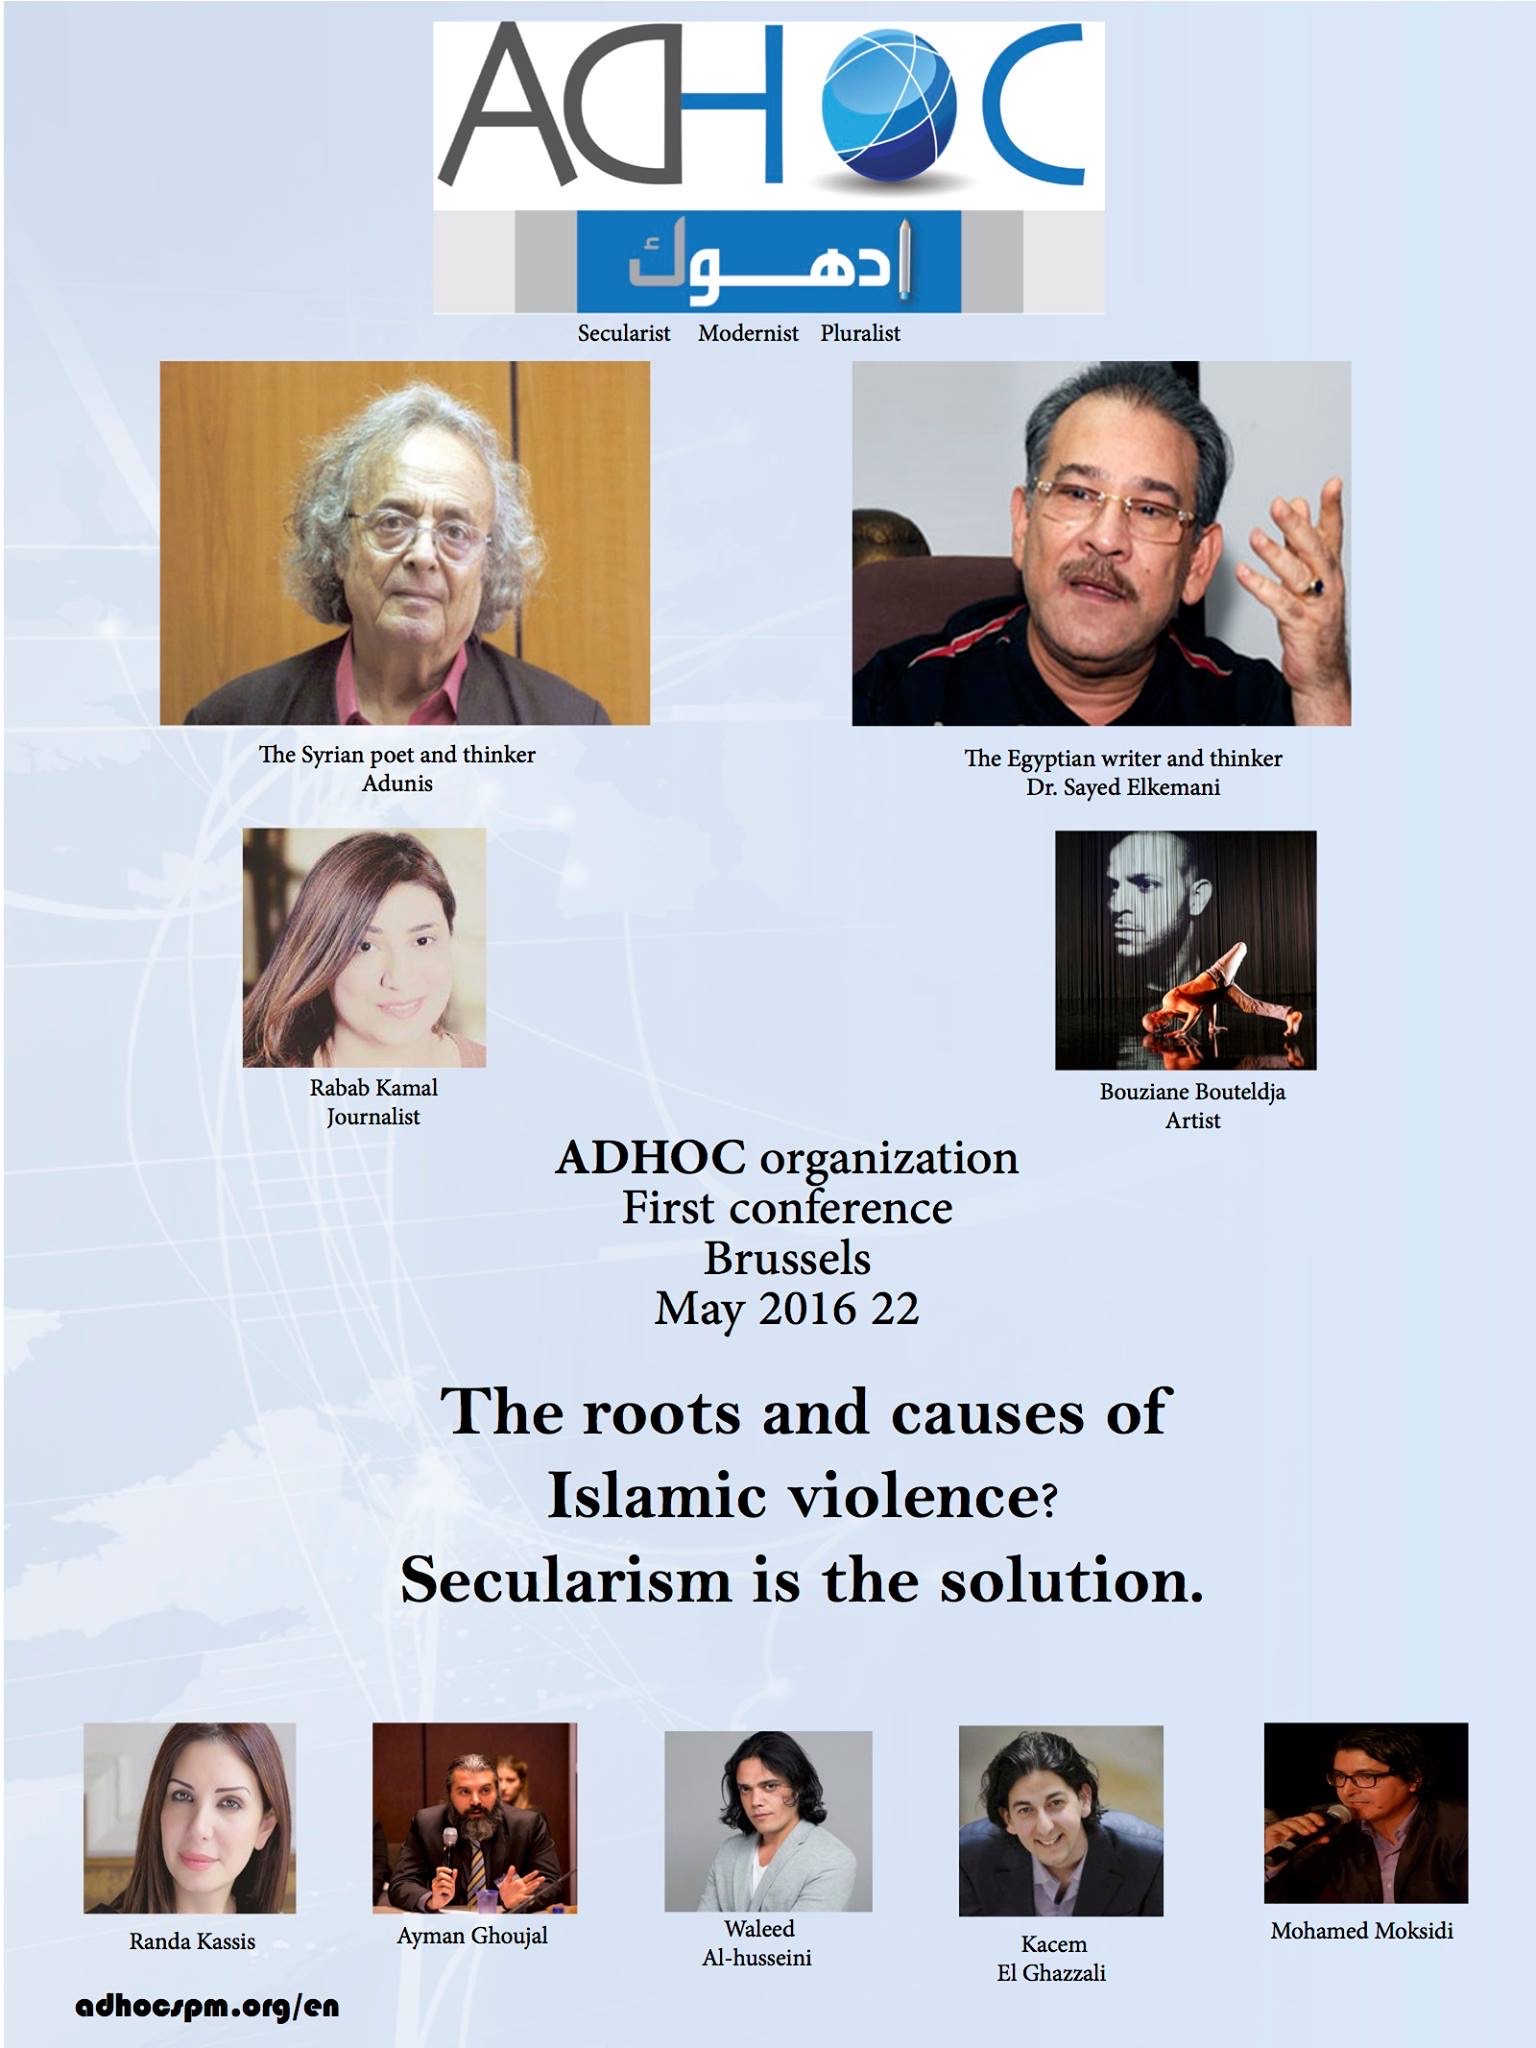 ADHOC
ادهوك
Secularist Modernist Pluralist
The Syrian poet and thinker
Adunis
The Egyptian writer and thinker
Dr. Sayed Elkemani
Rabab Kamal
Journalist
Bouziane Bouteldja
Artist
ADHOC organization
First conference
Brussels
May 2016 22
The roots and causes of
Islamic violence?
Secularism is the solution.
Randa Kassis
Ayman Ghoujal
Waleed
Al-husseini
Kacem
El Ghazzali
Mohamed Moksidi
adhocspm.org/en